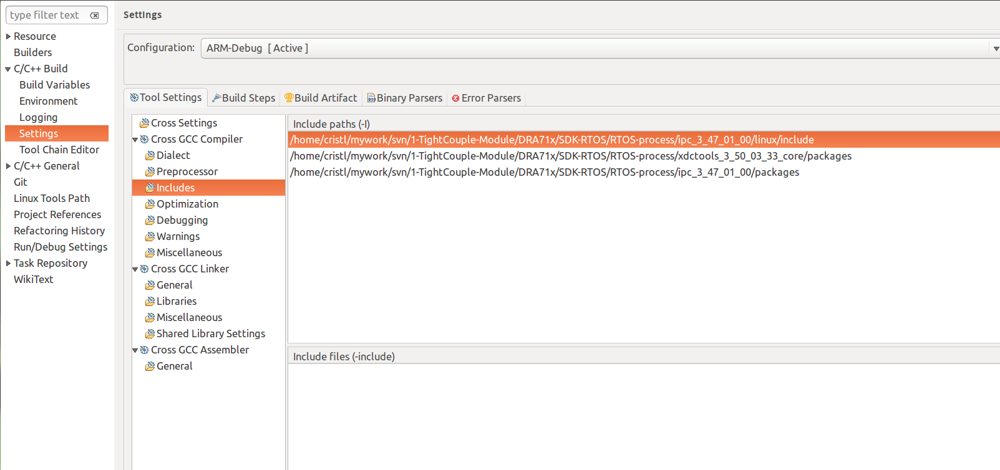 type filter text
Resource
Builders
C/C++ Build
Build Variables
Environment
Logging
Settings
Tool Chain Editor
C/C++ General
Git
Linux Tools Path
Project References
Refactoring History
Run/Debug Settings
Task Repository
WikiText
Settings
Configuration: ARM-Debug [ Active ]
Tool Settings Build Steps Build Artifact Binary Parsers Error Parsers
Cross Settings
Cross GCC Compiler
Dialect
Preprocessor
Includes
Optimization
Debugging
Warnings
Miscellaneous
Cross GCC Linker
General
Libraries
Miscellaneous
Shared Library Settings
Cross GCC Assembler
General
Include paths (-I)
/home/cristl/mywork/svn/1-TightCouple-Module/DRA71x/SDK-RTOS/RTOS-process/ipc_3_47_01_00/linux/include
/home/cristl/mywork/svn/1-TightCouple-Module/DRA71x/SDK-RTOS/RTOS-process/xdctools_3_50_03_33_core/packages
/home/cristl/mywork/svn/1-TightCouple-Module/DRA71x/SDK-RTOS/RTOS-process/ipc_3_47_01_00/packages
Include files (-include)